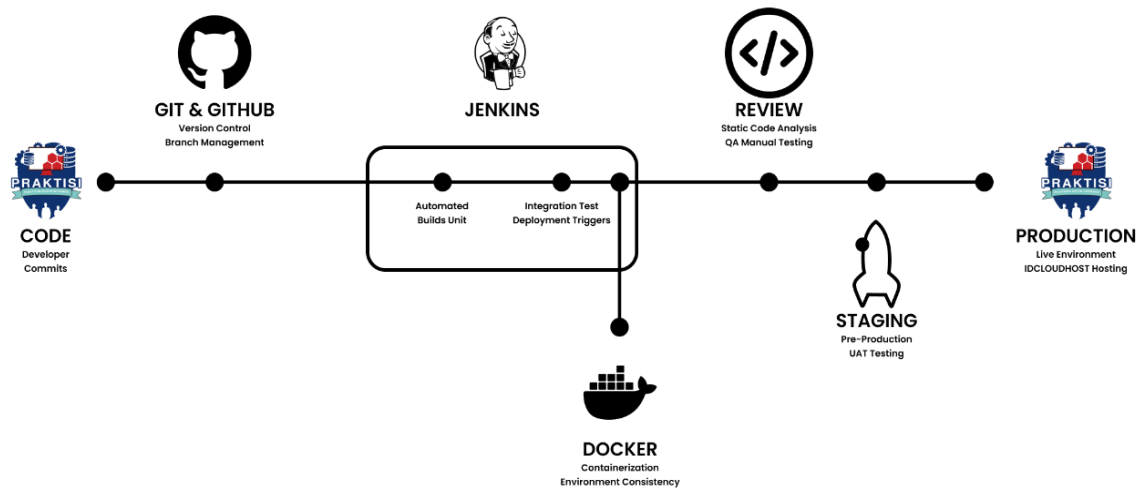 PRAKTISI
CODE
Developer
Commits
GIT & GITHUB
Version Control
Branch Management
JENKINS
Automated
Builds Unit
Integration Test
Deployment Triggers
DOCKER
Containerization
Environment Consistency
REVIEW
Static Code Analysis
QA Manual Testing
STAGING
Pre-Production
UAT Testing
PRAKTISI
PRODUCTION
Live Environment
IDCLOUDHOST Hosting